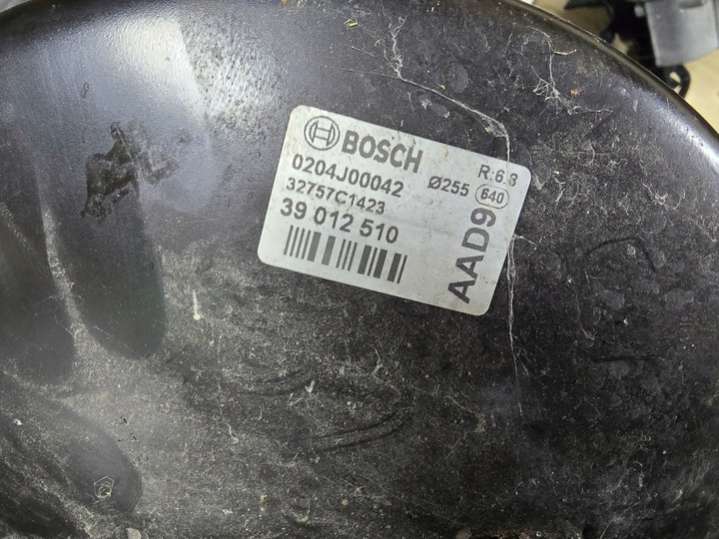 BOSCH
0204J00042 Ø255 R:6.8
32757C1423 640
39 012 510
AAD9